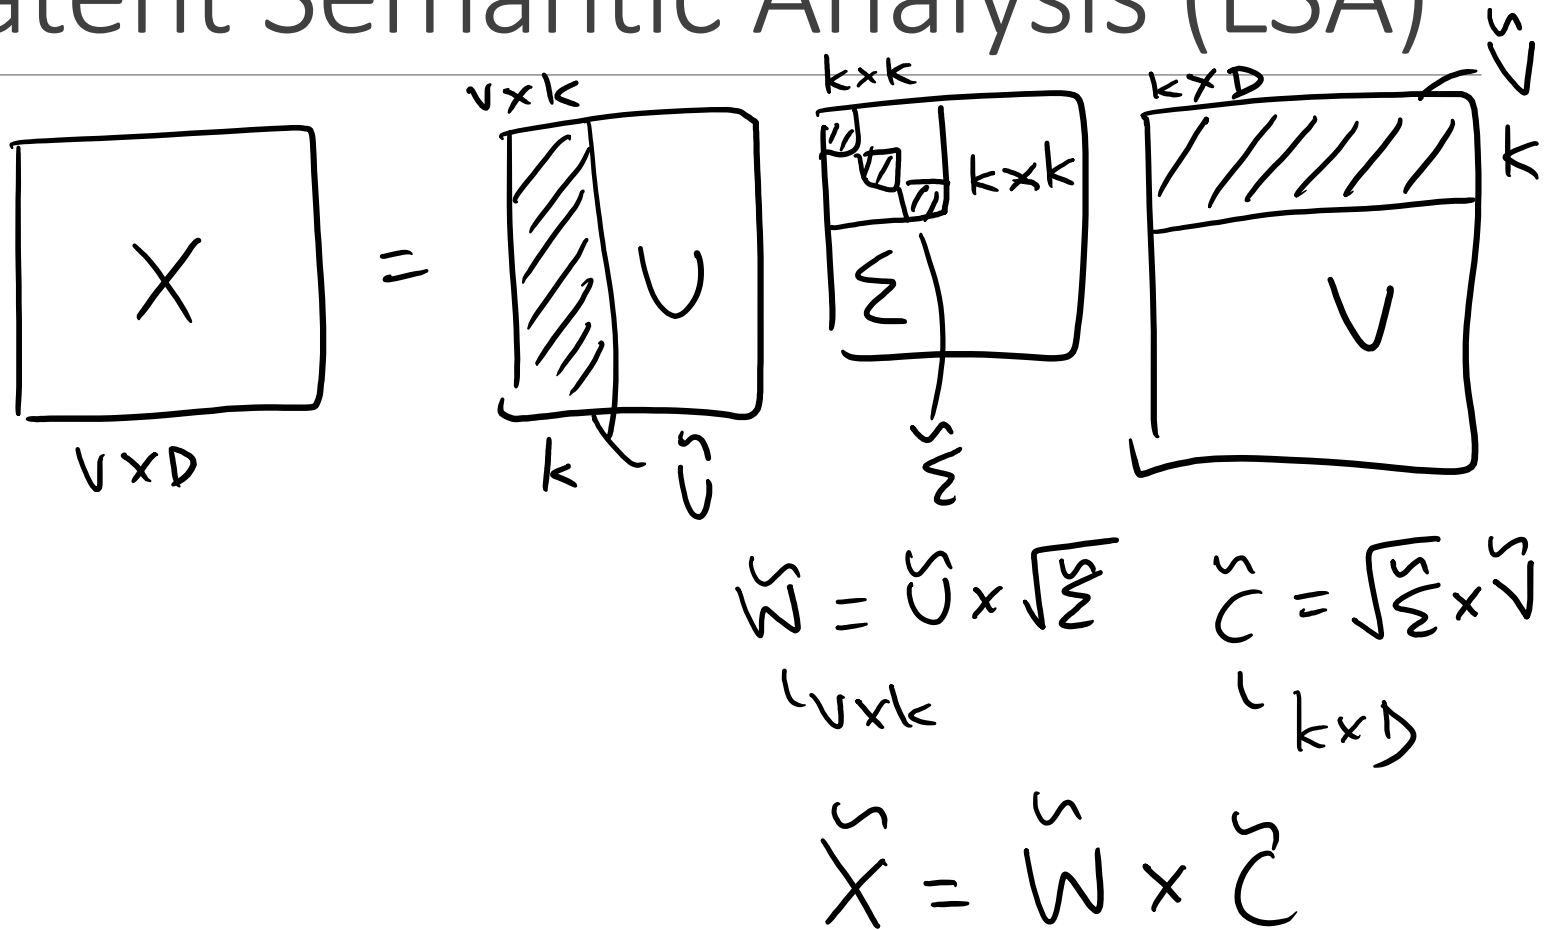 atent Semantic Analysis (LSA)
Ṽ
v×k
k×k
k×D
k
k×k
X
=
U
Σ
V
V×D
k
Ũ
Σ̃
W̃ = Ũ × √Σ̃
C̃ = √Σ̃ × Ṽ
v×k
k×D
X̃ = W̃ × C̃